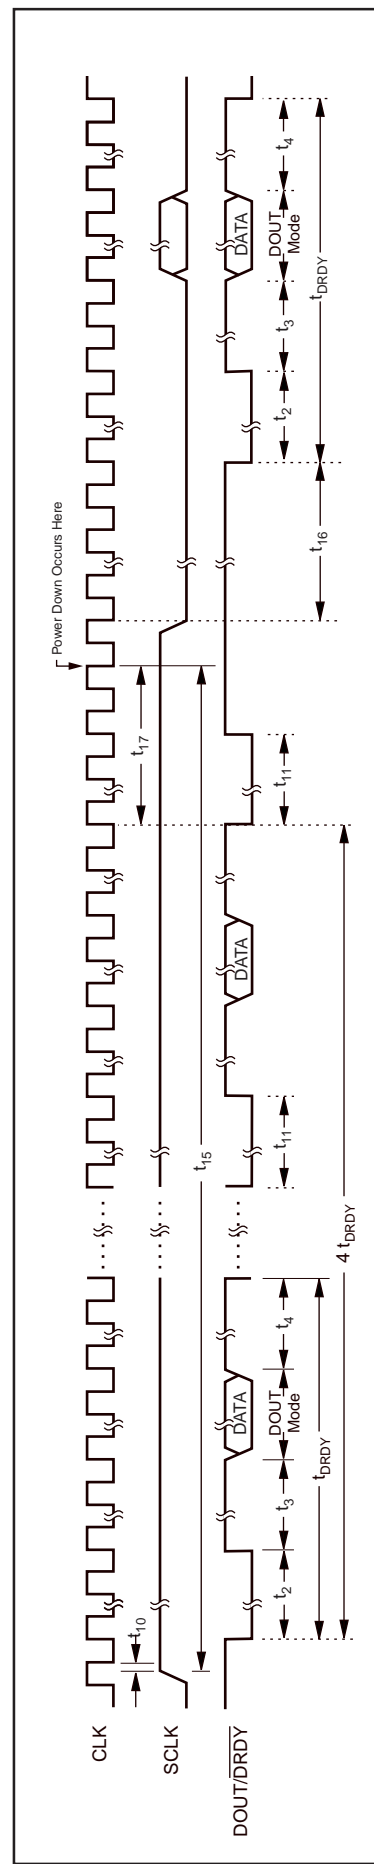 Power Down Occurs Here
CLK
t10
SCLK
t17
t15
DOUT/DRDY
DATA
DATA
DATA
t2
t3
DOUT
Mode
t4
t11
t11
t16
t2
t3
DOUT
Mode
t4
tDRDY
tDRDY
4 tDRDY